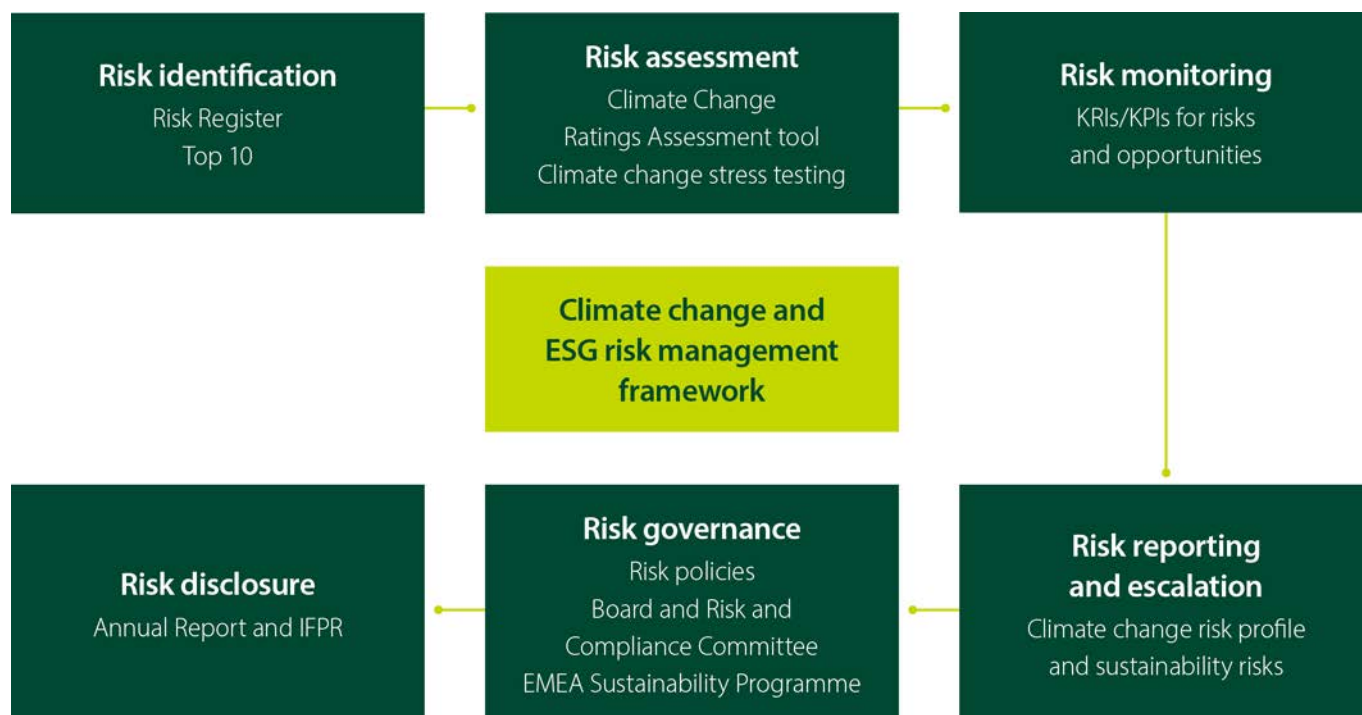 Risk identification
Risk Register
Top 10
Risk assessment
Climate Change
Ratings Assessment tool
Climate change stress testing
Risk monitoring
KRIs/KPIs for risks
and opportunities
Climate change and
ESG risk management
framework
Risk disclosure
Annual Report and IFPR
Risk governance
Risk policies
Board and Risk and
Compliance Committee
EMEA Sustainability Programme
Risk reporting
and escalation
Climate change risk profile
and sustainability risks